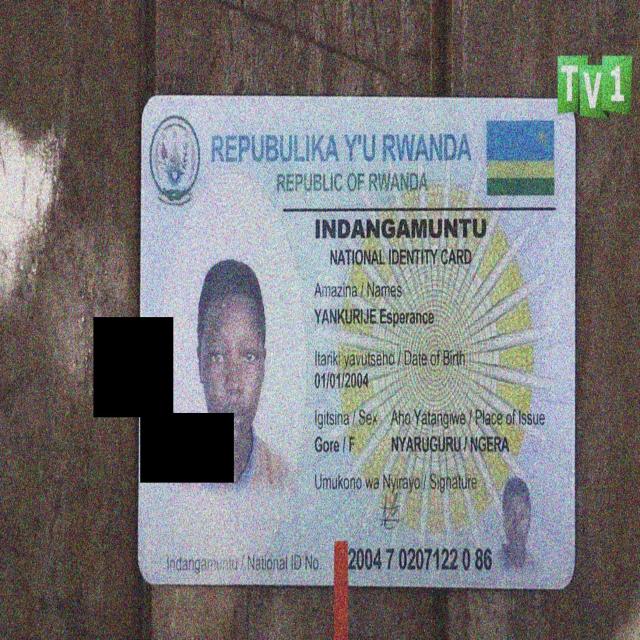 TV1
REPUBULIKA Y'U RWANDA
REPUBLIC OF RWANDA
INDANGAMUNTU
NATIONAL IDENTITY CARD
Amazina / Names
YANKURIJE Esperance
Itariki yavutseho / Date of Birth
01/01/2004
Igitsina / Sex Aho Yatangiwe / Place of Issue
Gore / F NYARUGURU / NGERA
Umukono wa Nyirayo / Signature
Indangamuntu / National ID No. 2004 7 0207122 0 86